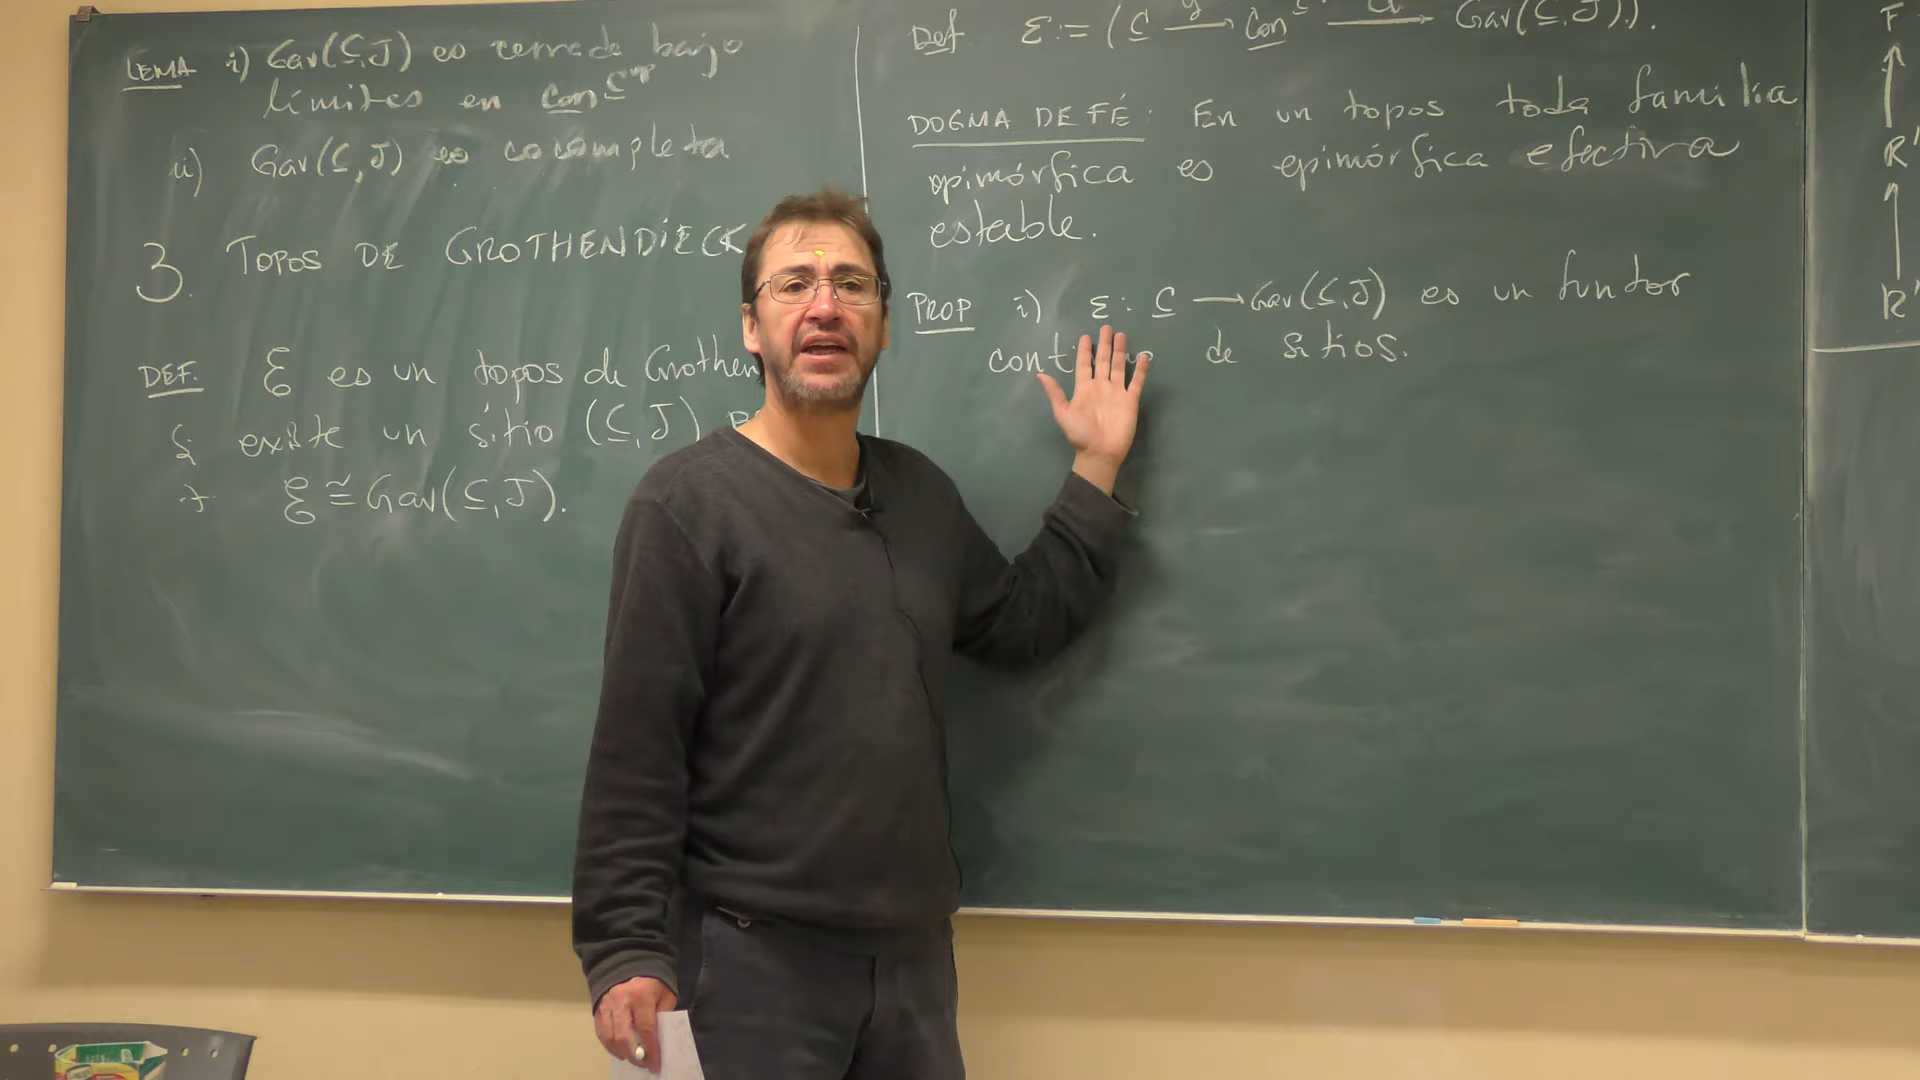 LEMA i) Gav(C,J) es cerrada bajo
límites en Con^C^op
ii) Gav(C,J) es cocompleta
3. TOPOS DE GROTHENDIECK
DEF. ℰ es un topos de Grothen
si existe un sitio (C,J)
ℰ ≅ Gav(C,J).
Def ε := (C → Con → Gav(C,J)).
DOGMA DE FÉ: En un topos toda familia
epimórfica es epimórfica efectiva
estable.
PROP i) ε: C → Gav(C,J) es un funtor
de sitios.
F
R'
R'